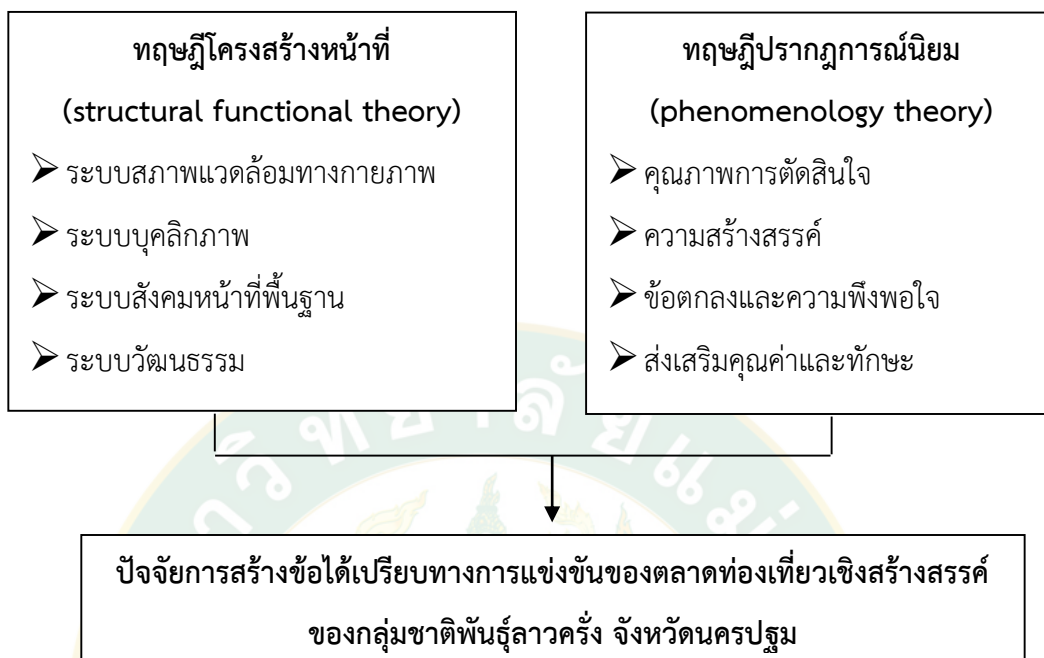 ทฤษฎีโครงสร้างหน้าที่
(structural functional theory)
➢ ระบบสภาพแวดล้อมทางกายภาพ
➢ ระบบบุคลิกภาพ
➢ ระบบสังคมหน้าที่พื้นฐาน
➢ ระบบวัฒนธรรม
ทฤษฎีปรากฏการณ์นิยม
(phenomenology theory)
➢ คุณภาพการตัดสินใจ
➢ ความสร้างสรรค์
➢ ข้อตกลงและความพึงพอใจ
➢ ส่งเสริมคุณค่าและทักษะ
ปัจจัยการสร้างข้อได้เปรียบทางการแข่งขันของตลาดท่องเที่ยวเชิงสร้างสรรค์
ของกลุ่มชาติพันธุ์ลาวครั่ง จังหวัดนครปฐม